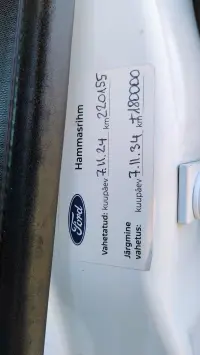 Ford
Hammasrihm
Vahetatud: kuupäev 7.11.24 km 220155
Järgmine
vahetus: kuupäev 7.11.34 km +180000